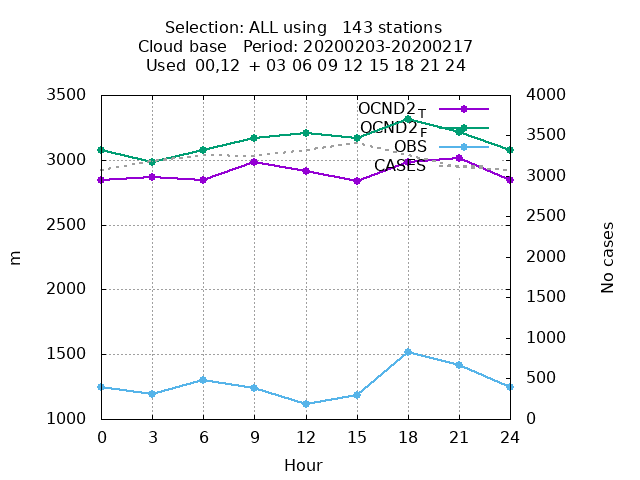 Selection: ALL using   143 stations
Cloud base   Period: 20200203-20200217
Used  00,12  + 03 06 09 12 15 18 21 24
3500 4000
OCND2_T
3500
OCND2_F
OBS
3000 CASES 3000
2500 2500
m No cases
2000 2000
1500
1500 1000
500
1000 0
0 3 6 9 12 15 18 21 24
Hour